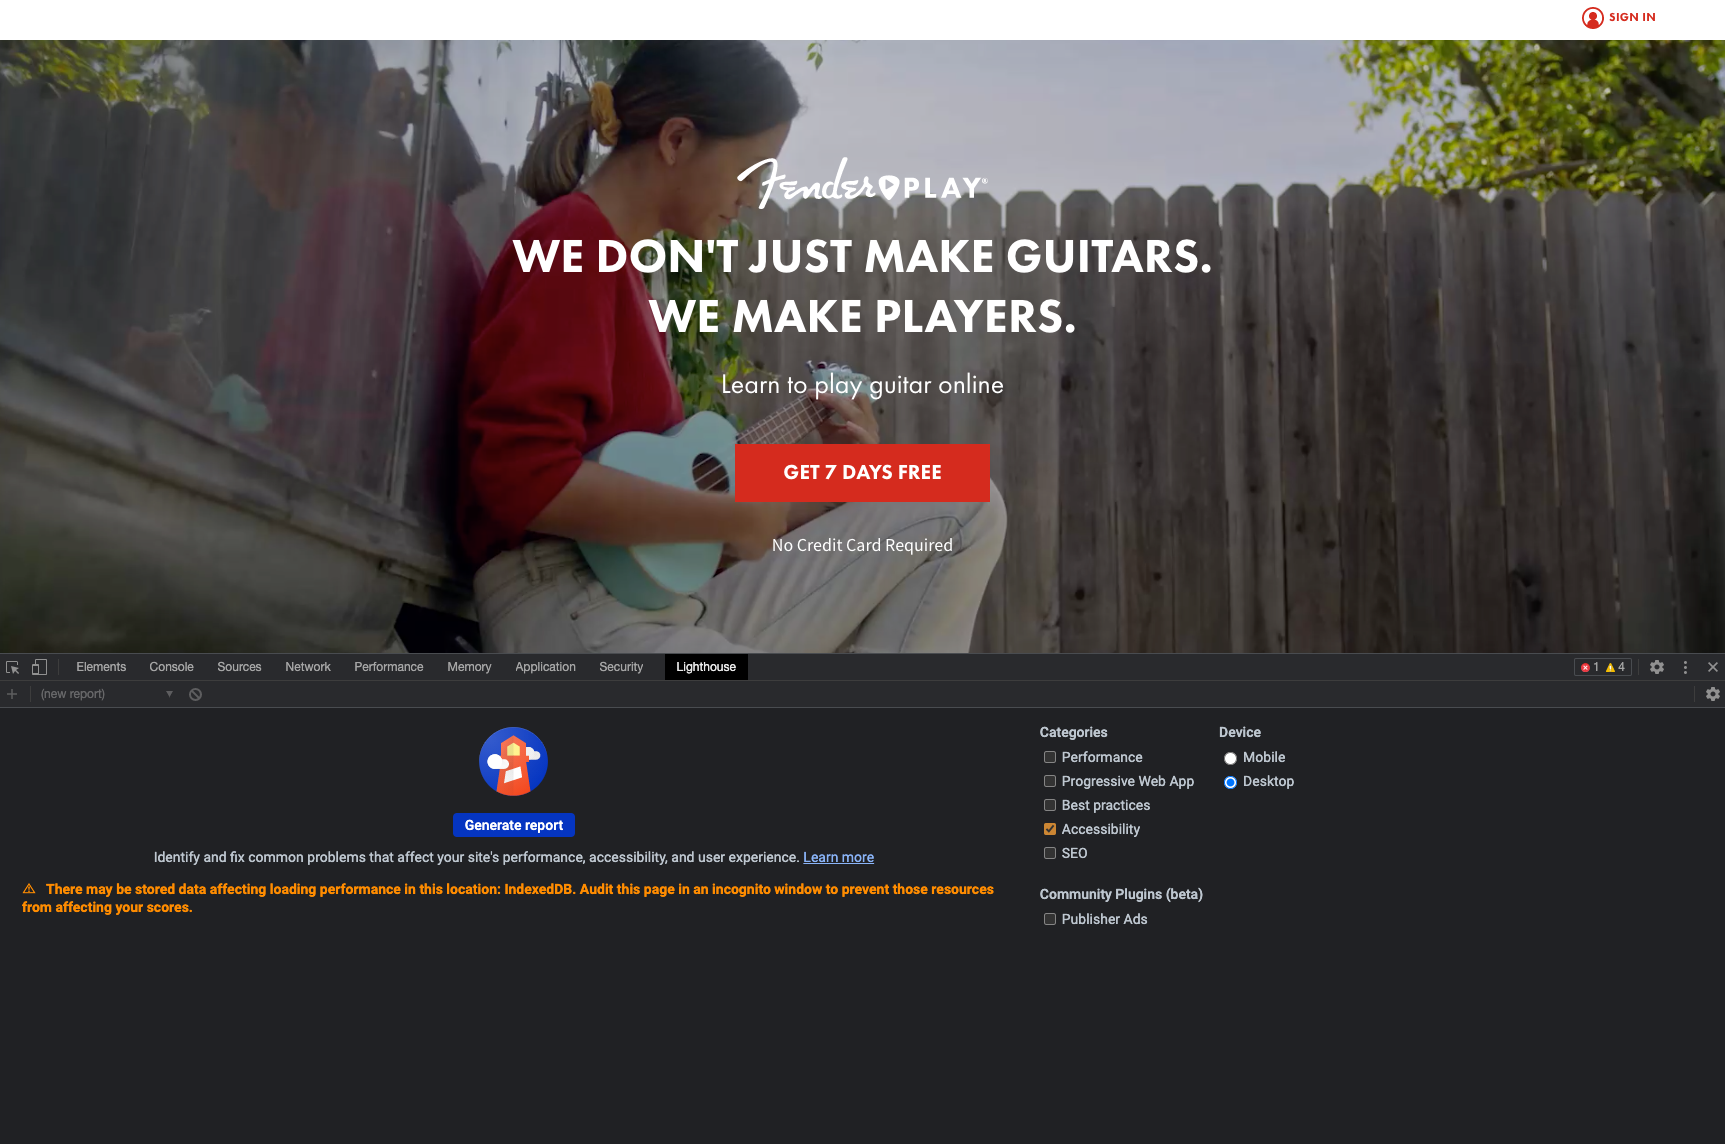 SIGN IN
Fender PLAY®
WE DON'T JUST MAKE GUITARS.
WE MAKE PLAYERS.
Learn to play guitar online
GET 7 DAYS FREE
No Credit Card Required
Elements Console Sources Network Performance Memory Application Security Lighthouse 1 4
(new report)
Generate report
Identify and fix common problems that affect your site's performance, accessibility, and user experience. Learn more
There may be stored data affecting loading performance in this location: IndexedDB. Audit this page in an incognito window to prevent those resources
from affecting your scores.
Categories
Performance
Progressive Web App
Best practices
Accessibility
SEO
Community Plugins (beta)
Publisher Ads
Device
Mobile
Desktop